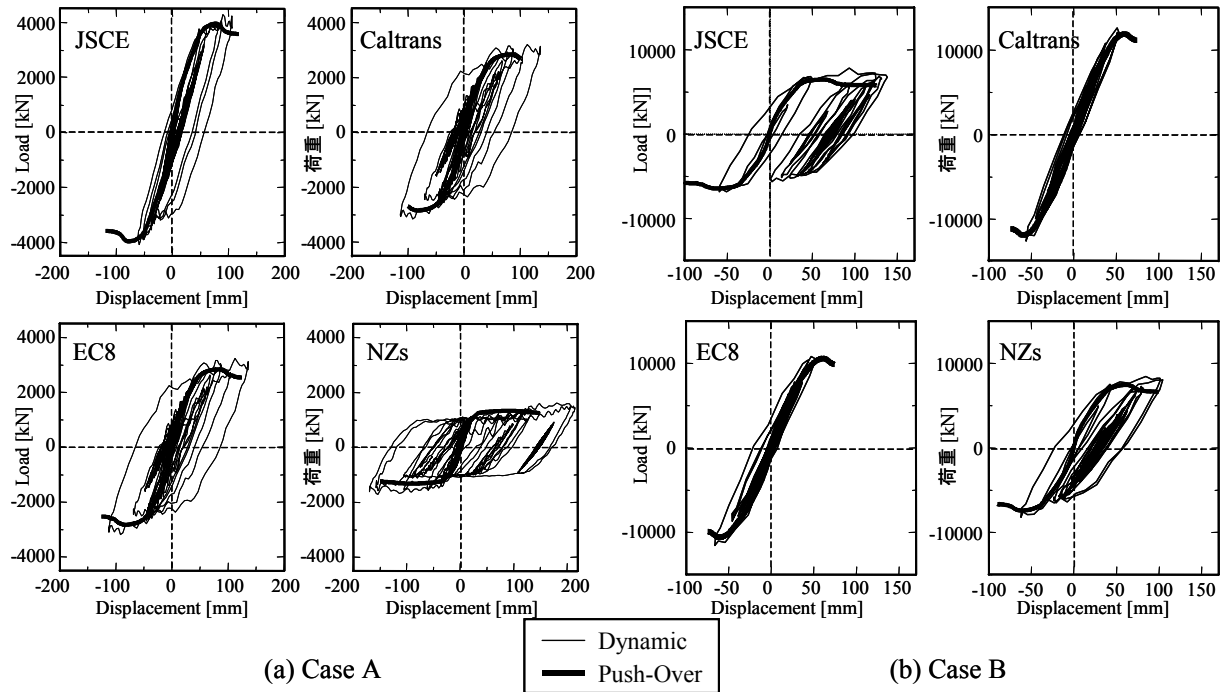 JSCE
4000
2000
0
-2000
-4000
Load [kN]
-200 -100 0 100 200
Displacement [mm]
Caltrans
4000
2000
0
-2000
-4000
荷重 [kN]
-200 -100 0 100 200
Displacement [mm]
JSCE
10000
0
-10000
Load [kN]]
-100 -50 0 50 100 150
Displacement [mm]
Caltrans
10000
0
-10000
荷重 [kN]
-100 -50 0 50 100 150
Displacement [mm]
EC8
4000
2000
0
-2000
-4000
Load [kN]
-200 -100 0 100 200
Displacement [mm]
NZs
4000
2000
0
-2000
-4000
荷重 [kN]
-200 -100 0 100 200
Displacement [mm]
EC8
10000
0
-10000
Load [kN]
-100 -50 0 50 100 150
Displacement [mm]
NZs
10000
0
-10000
荷重 [kN]
-100 -50 0 50 100 150
Displacement [mm]
(a) Case A
Dynamic
Push-Over
(b) Case B